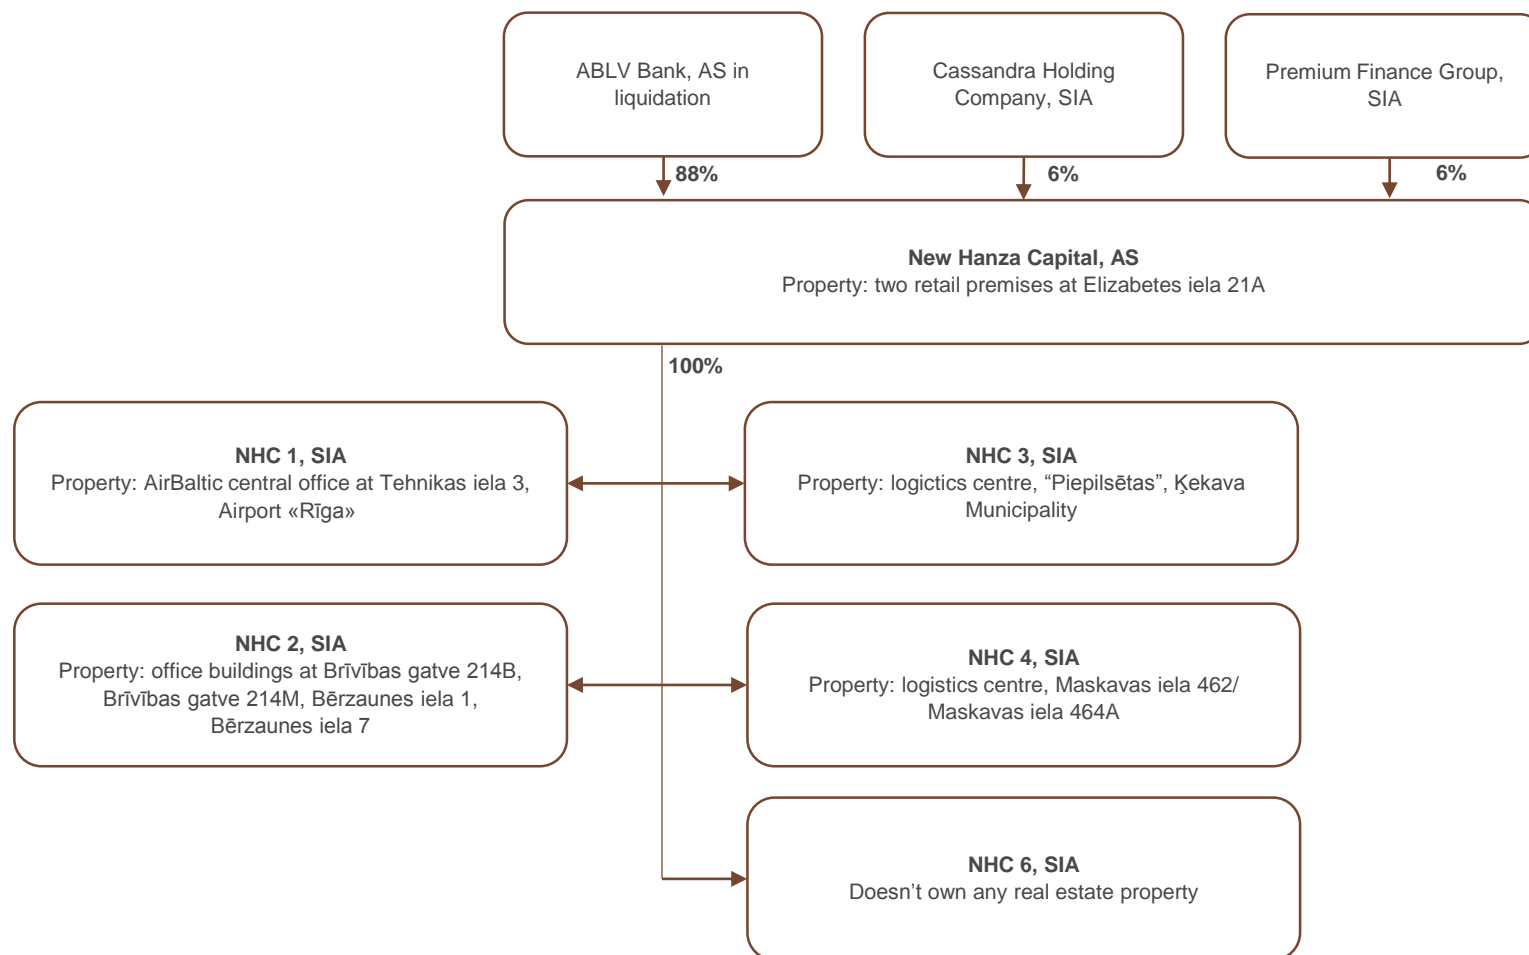 ABLV Bank, AS in
liquidation
Cassandra Holding
Company, SIA
Premium Finance Group,
SIA
88%
6%
6%
New Hanza Capital, AS
Property: two retail premises at Elizabetes iela 21A
100%
NHC 1, SIA
Property: AirBaltic central office at Tehnikas iela 3,
Airport «Rīga»
NHC 3, SIA
Property: logictics centre, “Piepilsētas”, Ķekava
Municipality
NHC 2, SIA
Property: office buildings at Brīvības gatve 214B,
Brīvības gatve 214M, Bērzaunes iela 1,
Bērzaunes iela 7
NHC 4, SIA
Property: logistics centre, Maskavas iela 462/
Maskavas iela 464A
NHC 6, SIA
Doesn’t own any real estate property